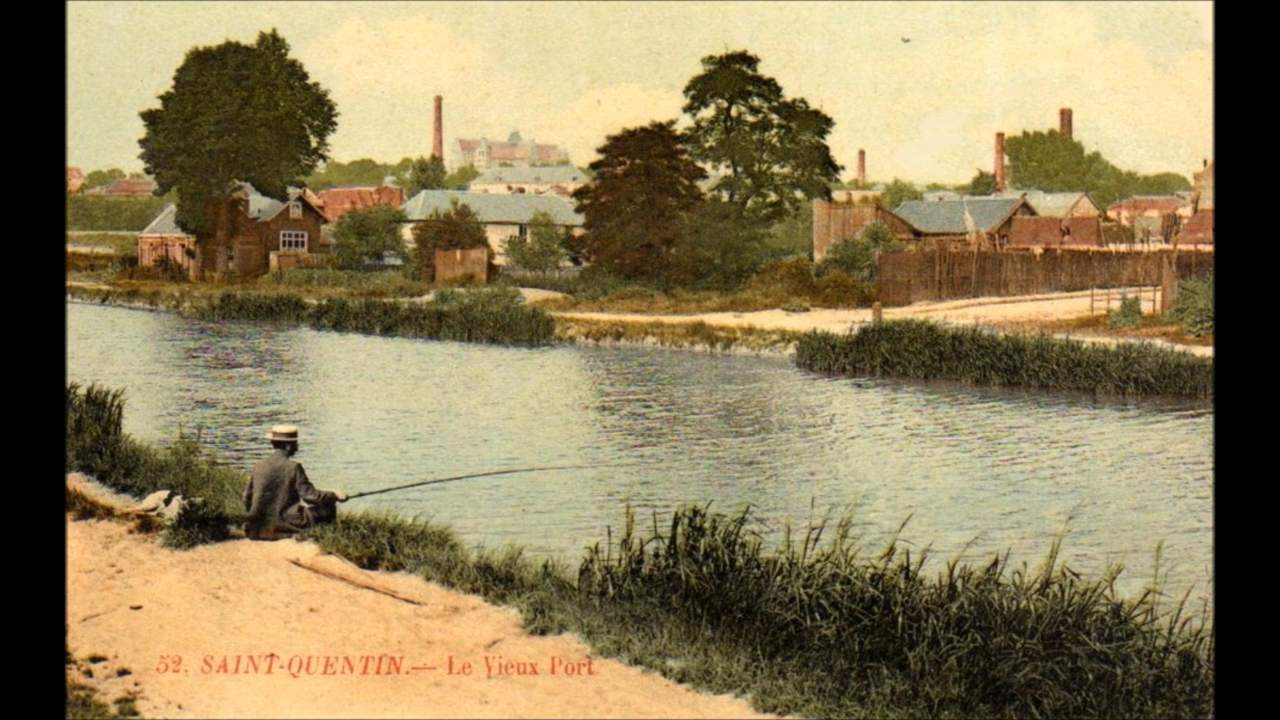 52. SAINT-QUENTIN.— Le Vieux Port.